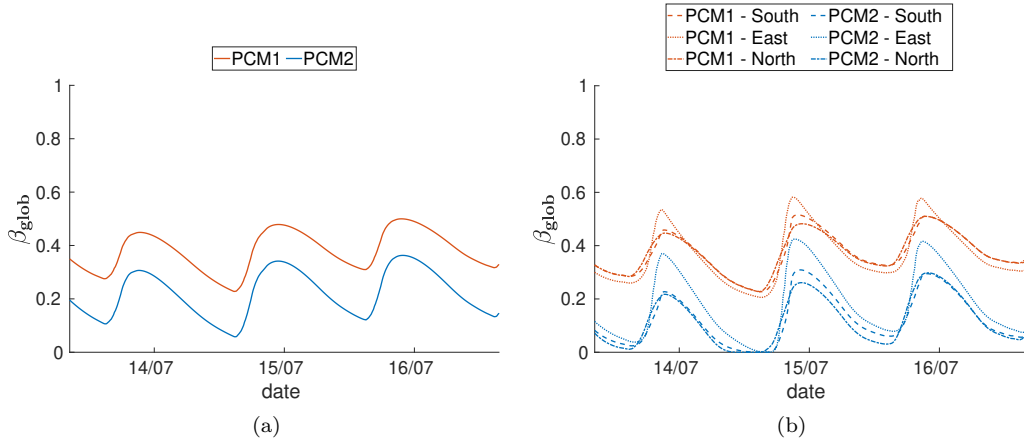 PCM1 PCM2
1
0.8
0.6
0.4
0.2
0
β_glob
14/07 15/07 16/07
date
(a)
PCM1 - South PCM2 - South
PCM1 - East PCM2 - East
PCM1 - North PCM2 - North
1
0.8
0.6
0.4
0.2
0
β_glob
14/07 15/07 16/07
date
(b)